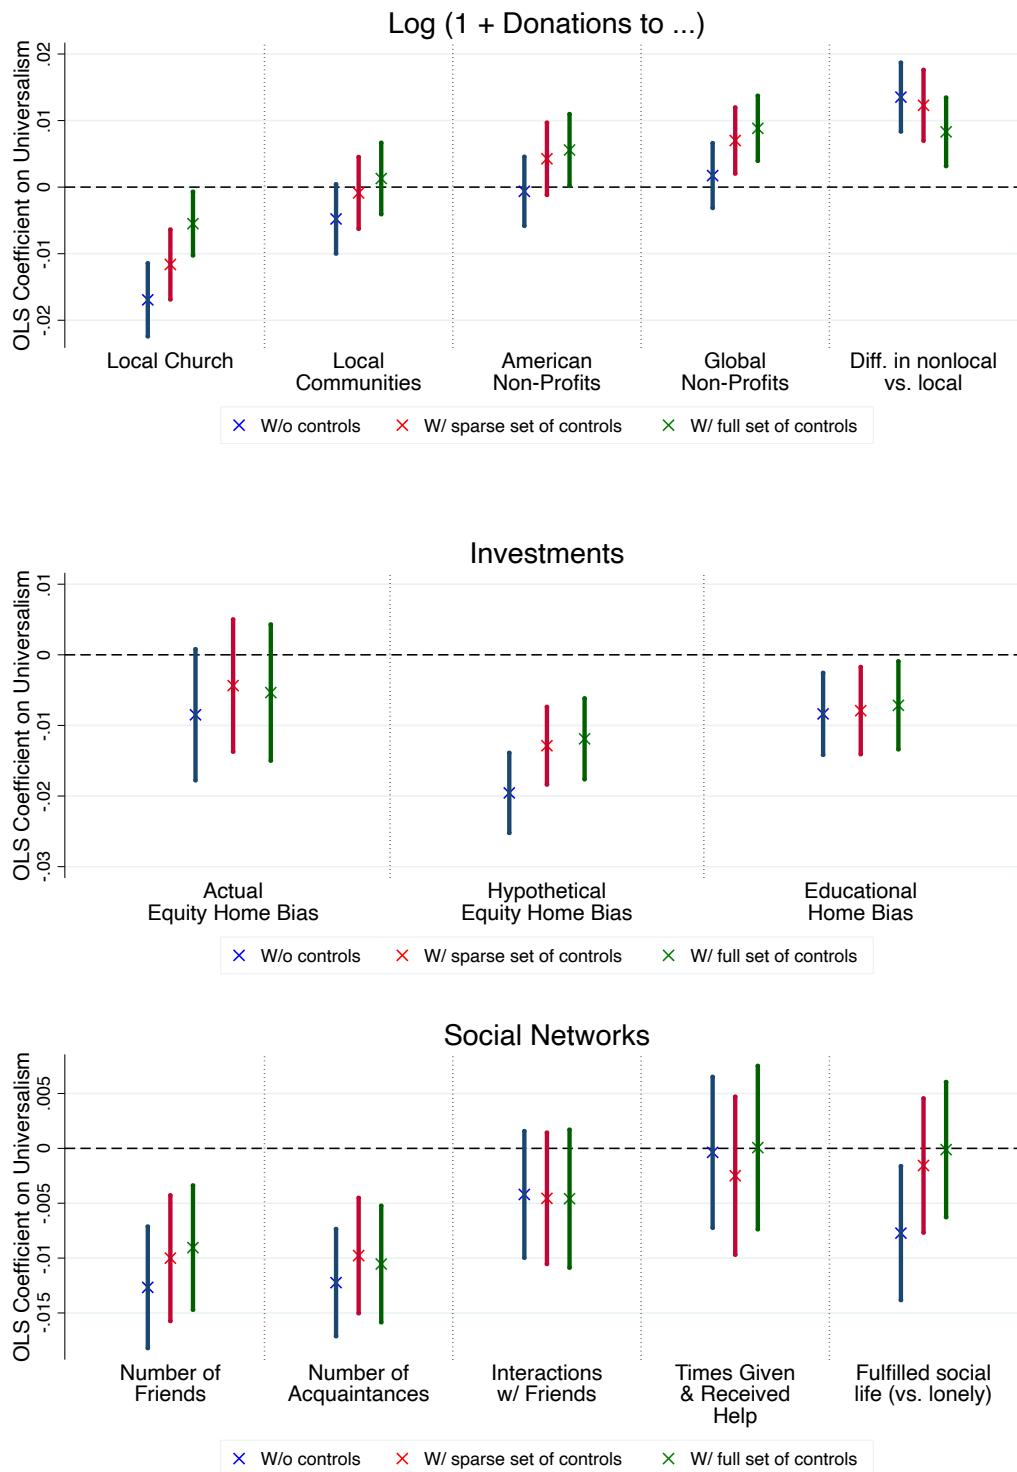 Log (1 + Donations to ...)
OLS Coefficient on Universalism
.02
.01
0
-.01
-.02
Local Church
Local
Communities
American
Non-Profits
Global
Non-Profits
Diff. in nonlocal
vs. local
W/o controls
W/ sparse set of controls
W/ full set of controls
Investments
OLS Coefficient on Universalism
.01
0
-.01
-.02
-.03
Actual
Equity Home Bias
Hypothetical
Equity Home Bias
Educational
Home Bias
W/o controls
W/ sparse set of controls
W/ full set of controls
Social Networks
OLS Coefficient on Universalism
.005
0
-.005
-.01
-.015
Number of
Friends
Number of
Acquaintances
Interactions
w/ Friends
Times Given
& Received
Help
Fulfilled social
life (vs. lonely)
W/o controls
W/ sparse set of controls
W/ full set of controls